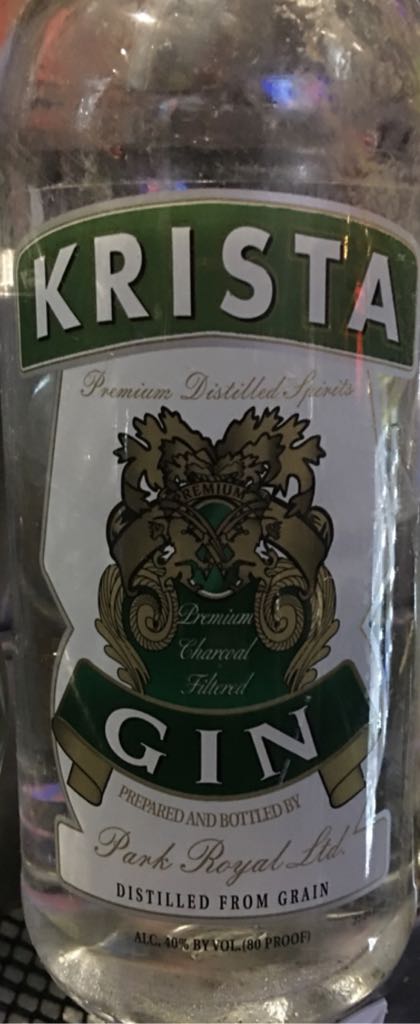 KRISTA
Premium Distilled Spirits
PREMIUM
Premium
Charcoal
Filtered
GIN
PREPARED AND BOTTLED BY
Park Royal Ltd.
DISTILLED FROM GRAIN
ALC. 40% BY VOL.(80 PROOF)